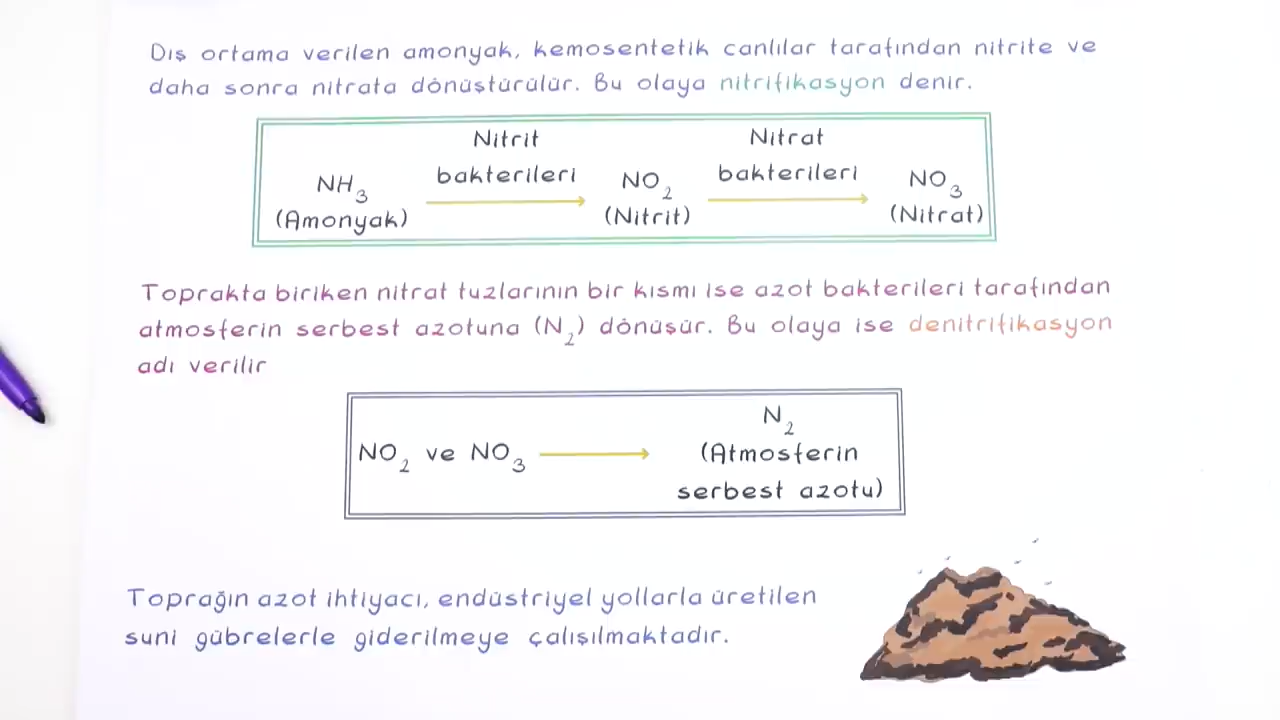 Dış ortama verilen amonyak, kemosentetik canlılar tarafından nitrite ve
daha sonra nitrata dönüştürülür. Bu olaya nitrifikasyon denir.
Nitrit
bakterileri
Nitrat
bakterileri
NH₃
(Amonyak)
NO₂
(Nitrit)
NO₃
(Nitrat)
Toprakta biriken nitrat tuzlarının bir kısmı ise azot bakterileri tarafından
atmosferin serbest azotuna (N₂) dönüşür. Bu olaya ise denitrifikasyon
adı verilir
NO₂ ve NO₃
N₂
(Atmosferin
serbest azotu)
Toprağın azot ihtiyacı, endüstriyel yollarla üretilen
suni gübrelerle giderilmeye çalışılmaktadır.